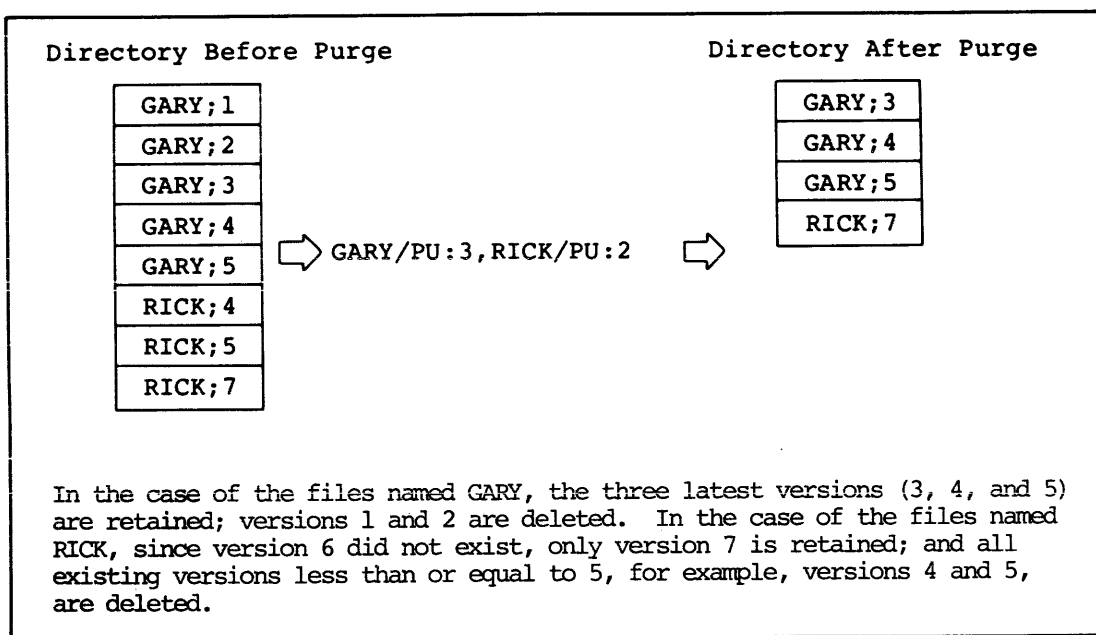 Directory Before Purge
Directory After Purge
GARY;1
GARY;2
GARY;3
GARY;4
GARY;5
RICK;4
RICK;5
RICK;7
GARY/PU:3,RICK/PU:2
GARY;3
GARY;4
GARY;5
RICK;7
In the case of the files named GARY, the three latest versions (3, 4, and 5)
are retained; versions 1 and 2 are deleted. In the case of the files named
RICK, since version 6 did not exist, only version 7 is retained; and all
existing versions less than or equal to 5, for example, versions 4 and 5,
are deleted.